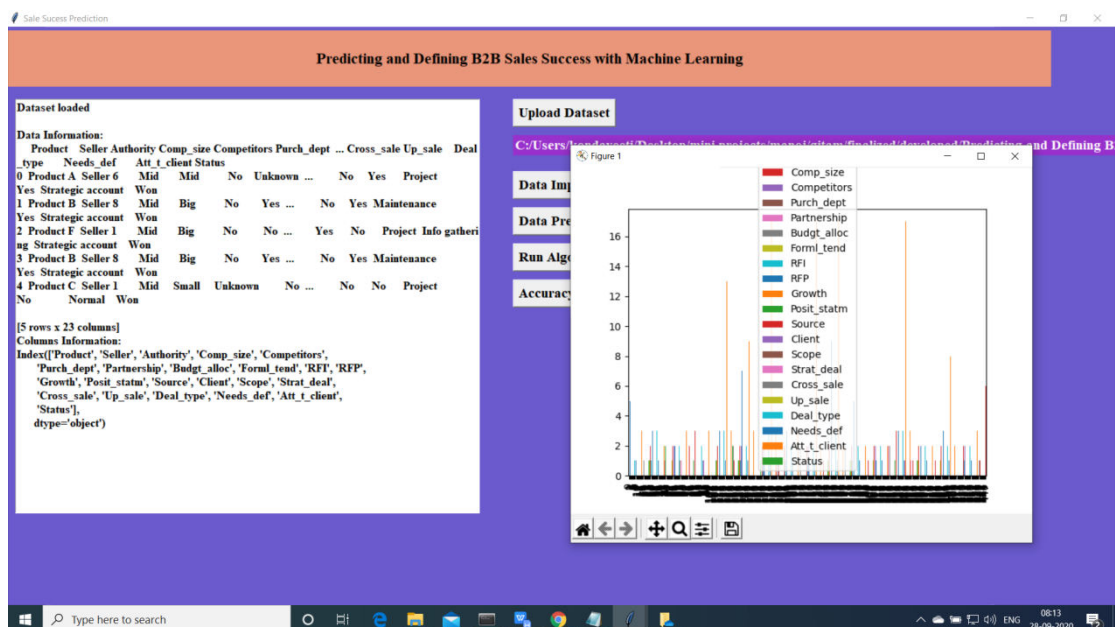 Sale Sucess Prediction
Predicting and Defining B2B Sales Success with Machine Learning
Dataset loaded
Data Information:
Product Seller Authority Comp_size Competitors Purch_dept ... Cross_sale Up_sale Deal
_type Needs_def Att_t_client Status
0 Product A Seller 6 Mid Mid No Unknown ... No Yes Project
Yes Strategic account Won
1 Product B Seller 8 Mid Big No Yes ... No Yes Maintenance
Yes Strategic account Won
2 Product F Seller 1 Mid Big No No ... Yes No Project Info gatheri
ng Strategic account Won
3 Product B Seller 8 Mid Big No Yes ... No Yes Maintenance
Yes Strategic account Won
4 Product C Seller 1 Mid Small Unknown No ... No No Project
No Normal Won
[5 rows x 23 columns]
Columns Information:
Index(['Product', 'Seller', 'Authority', 'Comp_size', 'Competitors',
'Purch_dept', 'Partnership', 'Budgt_alloc', 'Forml_tend', 'RFI', 'RFP',
'Growth', 'Posit_statm', 'Source', 'Client', 'Scope', 'Strat_deal',
'Cross_sale', 'Up_sale', 'Deal_type', 'Needs_def', 'Att_t_client',
'Status'],
dtype='object')
Upload Dataset
Data Imp
Data Pre
Run Algo
Accuracy
Figure 1
Comp_size
Competitors
Purch_dept
Partnership
Budgt_alloc
Forml_tend
RFI
RFP
Growth
Posit_statm
Source
Client
Scope
Strat_deal
Cross_sale
Up_sale
Deal_type
Needs_def
Att_t_client
Status
16
14
12
10
8
6
4
2
0
Type here to search
ENG
08:13
28-09-2020